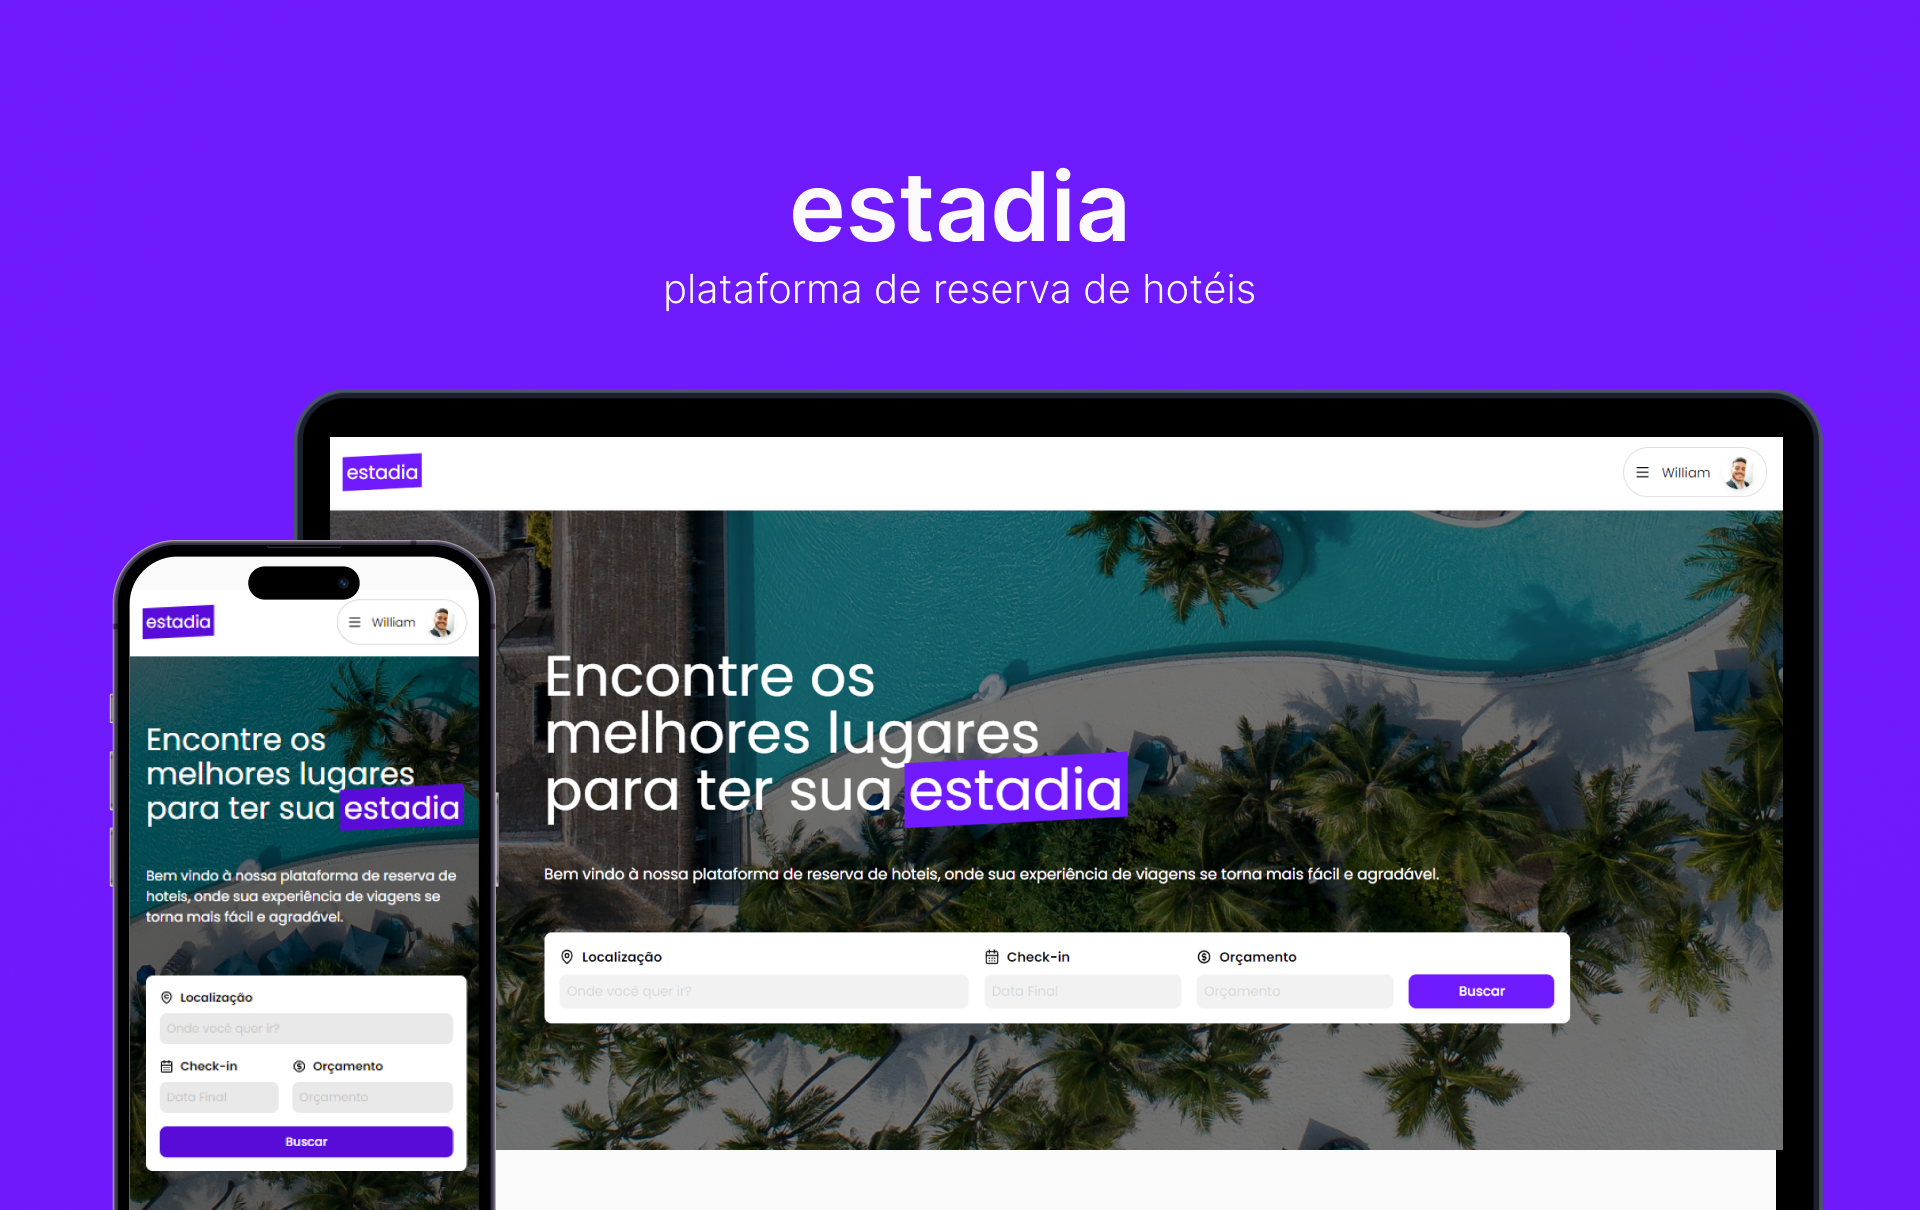 estadia
plataforma de reserva de hotéis
estadia
William
Encontre os
melhores lugares
para ter sua estadia
Bem vindo à nossa plataforma de reserva de hoteis, onde sua experiência de viagens se torna mais fácil e agradável.
Localização
Check-in
Orçamento
Onde você quer ir?
Data Final
Orçamento
Buscar
estadia
William
Encontre os
melhores lugares
para ter sua estadia
Bem vindo à nossa plataforma de reserva de
hoteis, onde sua experiência de viagens se
torna mais fácil e agradável.
Localização
Onde você quer ir?
Check-in
Orçamento
Data Final
Orçamento
Buscar